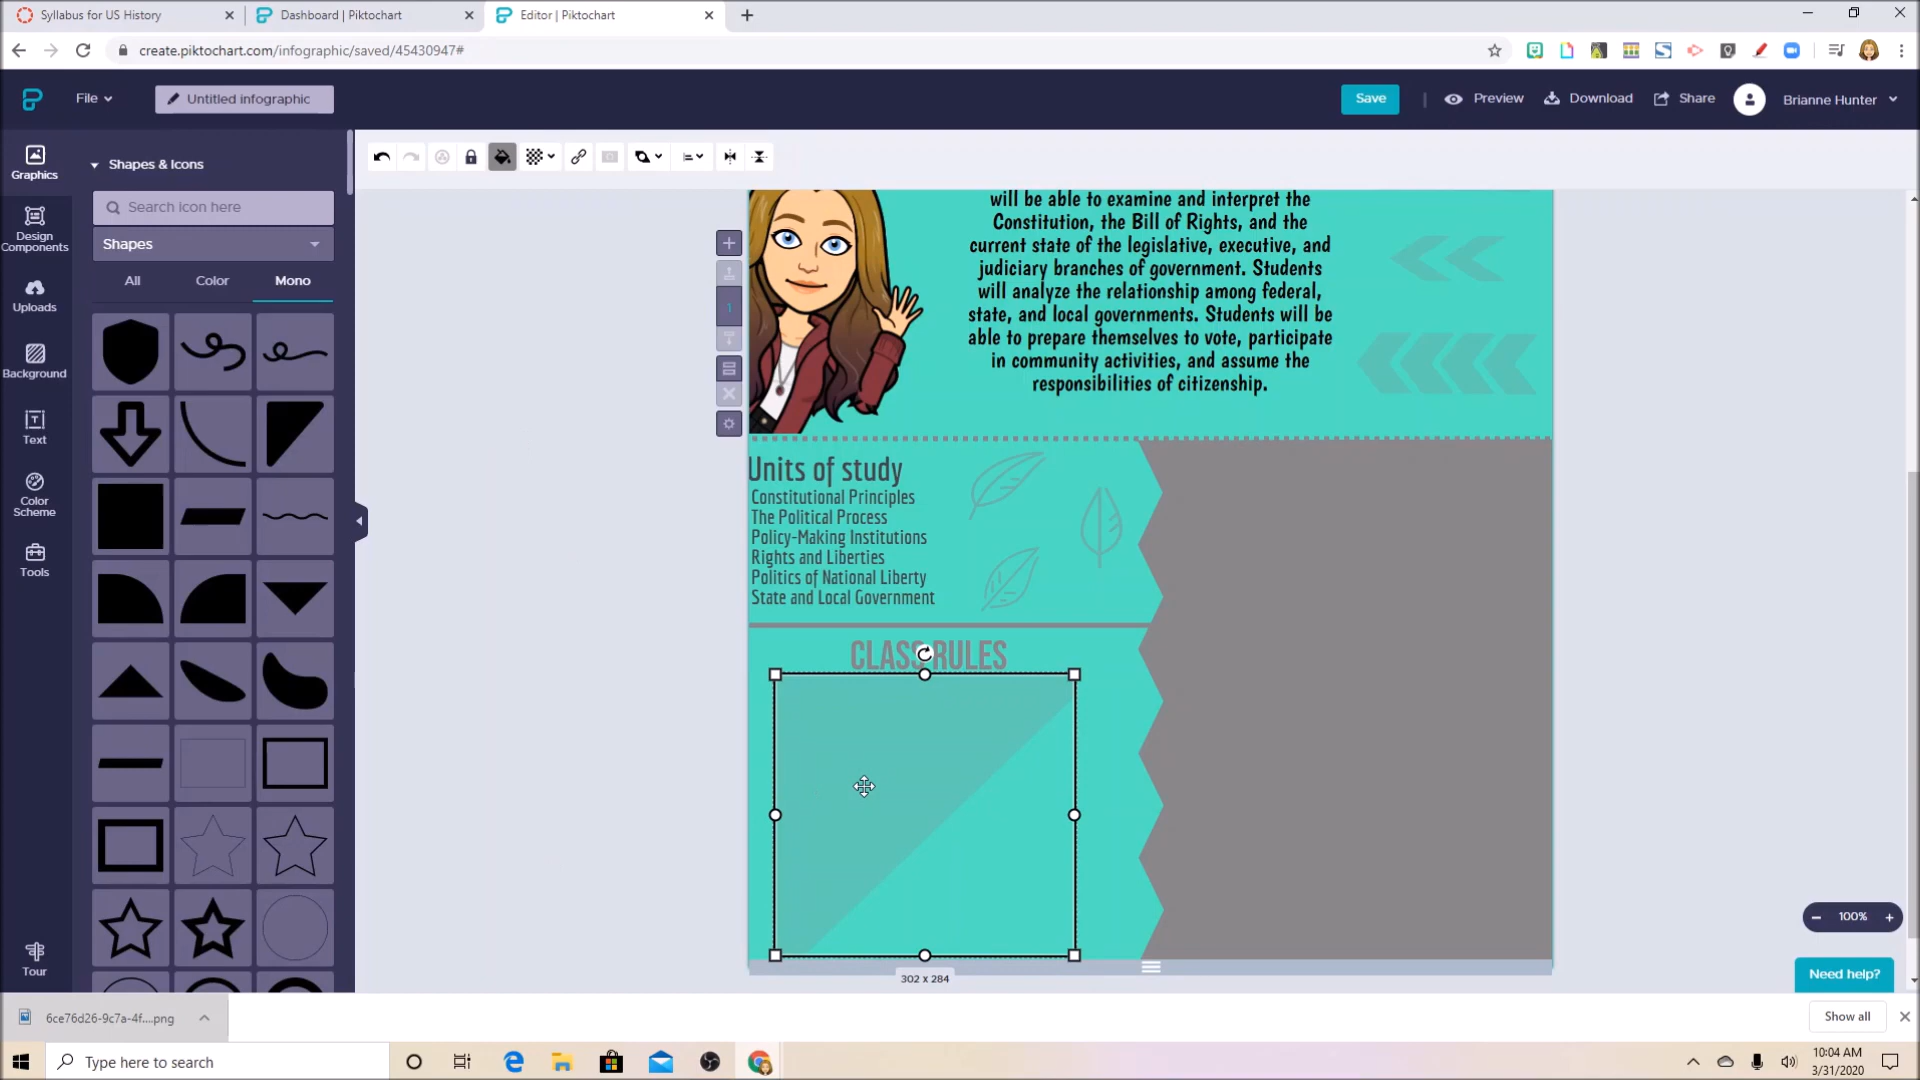 Syllabus for US History
Dashboard | Piktochart
Editor | Piktochart
create.piktochart.com/infographic/saved/45430947#
File
Untitled infographic
Save
Preview
Download
Share
Brianne Hunter
Graphics
Design
Components
Uploads
Background
Text
Color
Scheme
Tools
Tour
Shapes & Icons
Search icon here
Shapes
All
Color
Mono
1
will be able to examine and interpret the
Constitution, the Bill of Rights, and the
current state of the legislative, executive, and
judiciary branches of government. Students
will analyze the relationship among federal,
state, and local governments. Students will be
able to prepare themselves to vote, participate
in community activities, and assume the
responsibilities of citizenship.
Units of study
Constitutional Principles
The Political Process
Policy-Making Institutions
Rights and Liberties
Politics of National Liberty
State and Local Government
CLASS RULES
302 x 284
100%
Need help?
6ce76d26-9c7a-4f....png
Show all
Type here to search
10:04 AM
3/31/2020